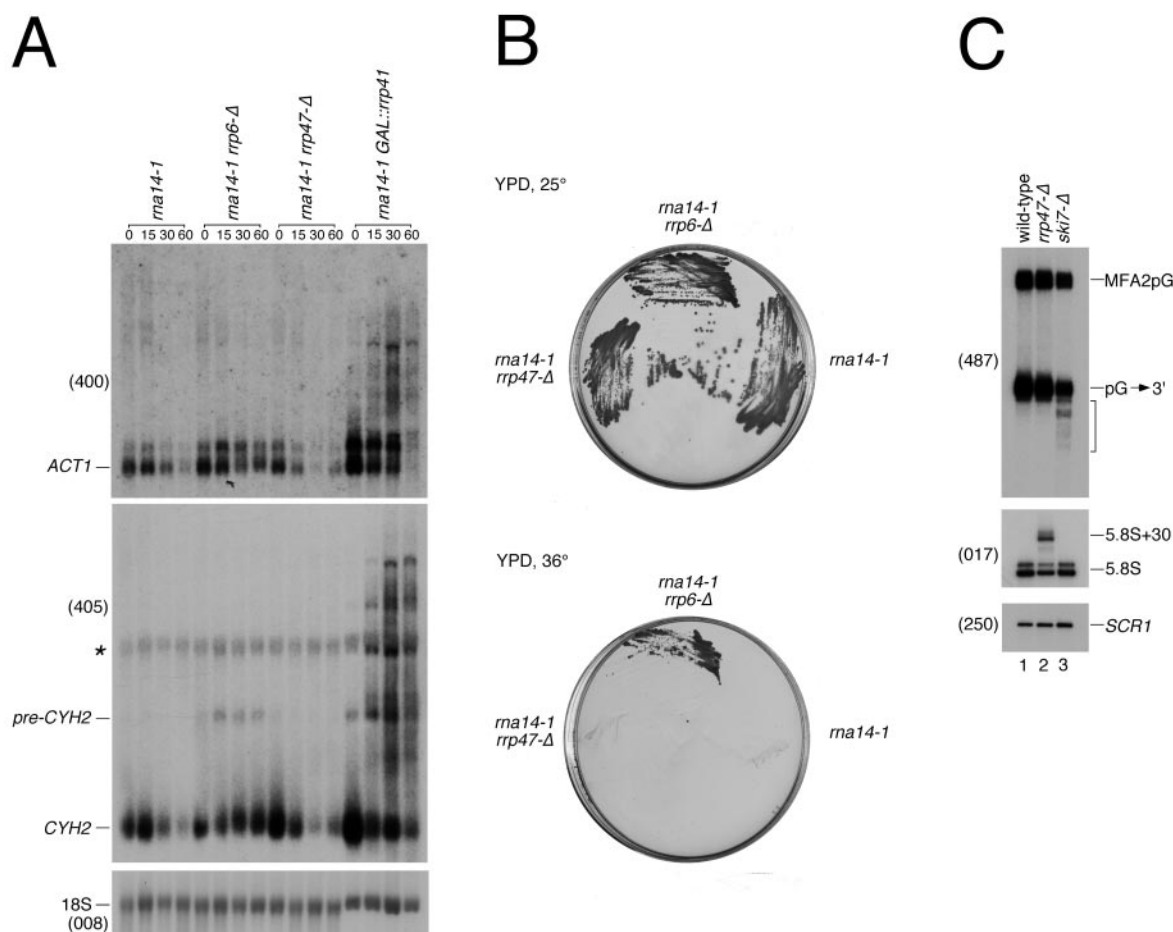 A
rna14-1
rna14-1 rrp6-Δ
rna14-1 rrp47-Δ
rna14-1 GAL::rrp41
0 15 30 60 0 15 30 60 0 15 30 60 0 15 30 60
(400)
ACT1
(405)
*
pre-CYH2
CYH2
18S
(008)
B
YPD, 25°
rna14-1
rrp6-Δ
rna14-1
rrp47-Δ
rna14-1
YPD, 36°
rna14-1
rrp6-Δ
rna14-1
rrp47-Δ
rna14-1
C
wild-type
rrp47-Δ
ski7-Δ
MFA2pG
(487)
pG➔3'
5.8S+30
(017)
5.8S
(250)
SCR1
1 2 3